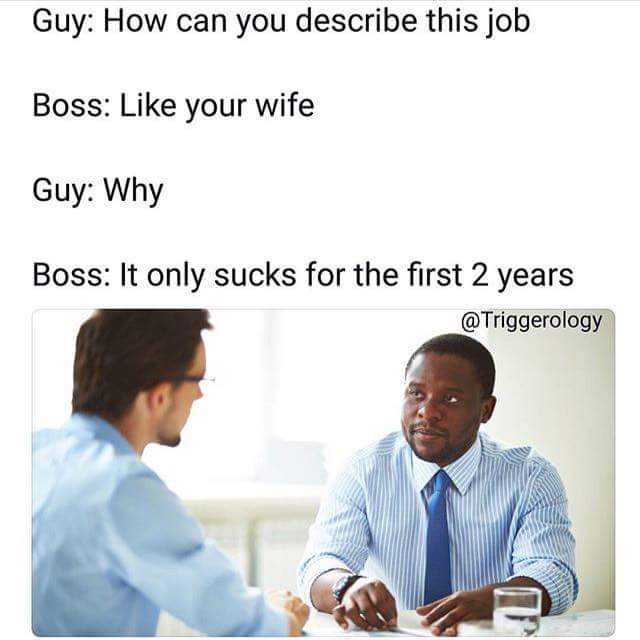 Guy: How can you describe this job
Boss: Like your wife
Guy: Why
Boss: It only sucks for the first 2 years
@Triggerology